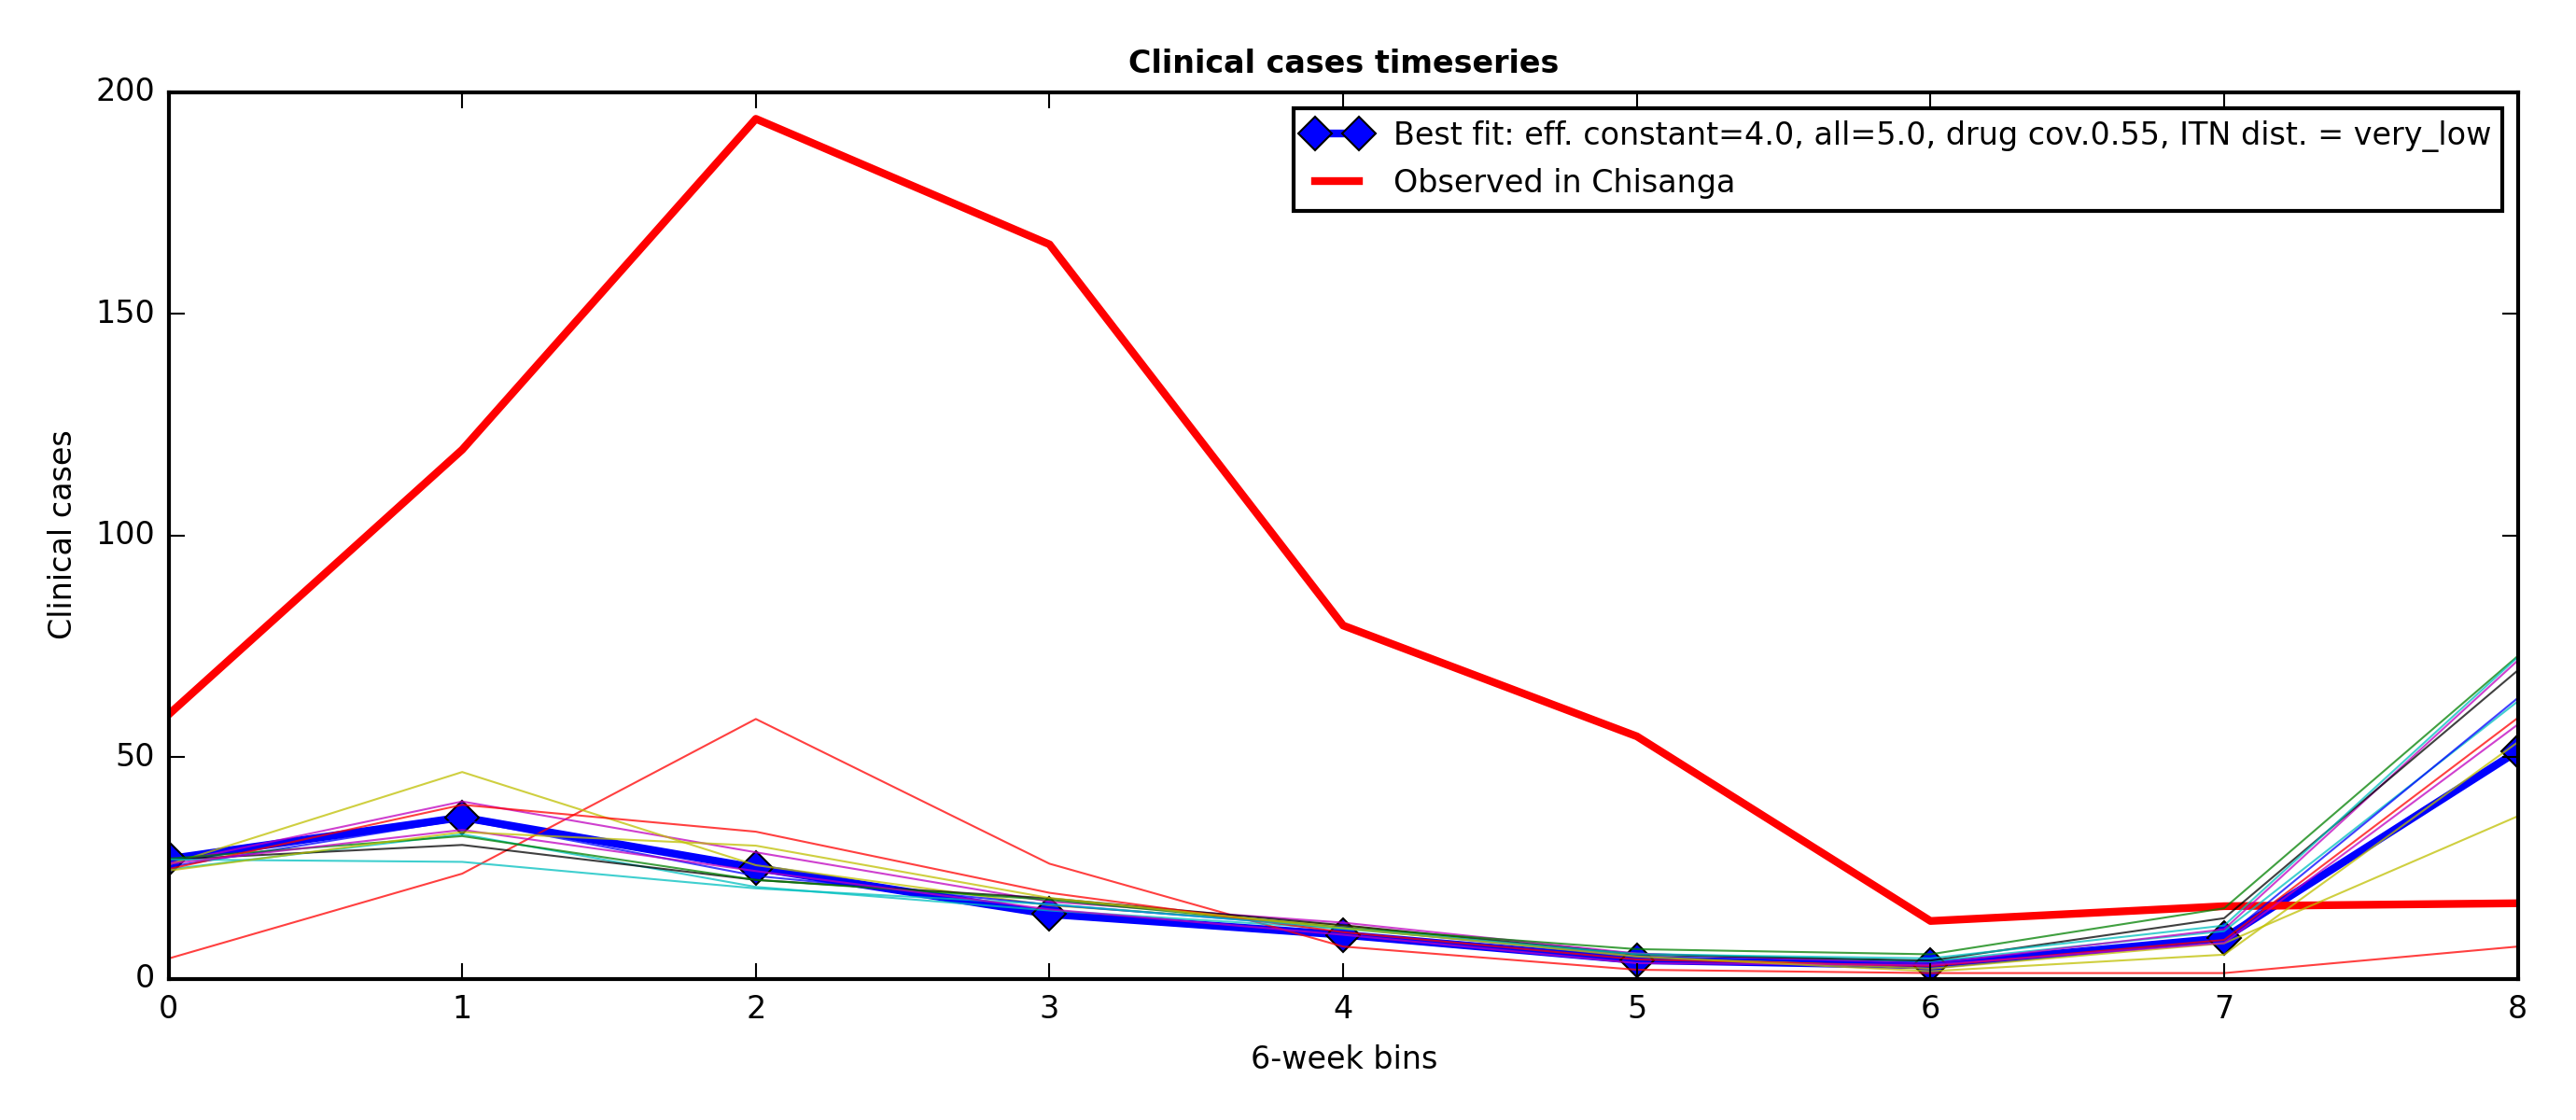 Clinical cases timeseries
Best fit: eff. constant=4.0, all=5.0, drug cov.0.55, ITN dist. = very_low
Observed in Chisanga
200
150
100
50
0
Clinical cases
0 1 2 3 4 5 6 7 8
6-week bins